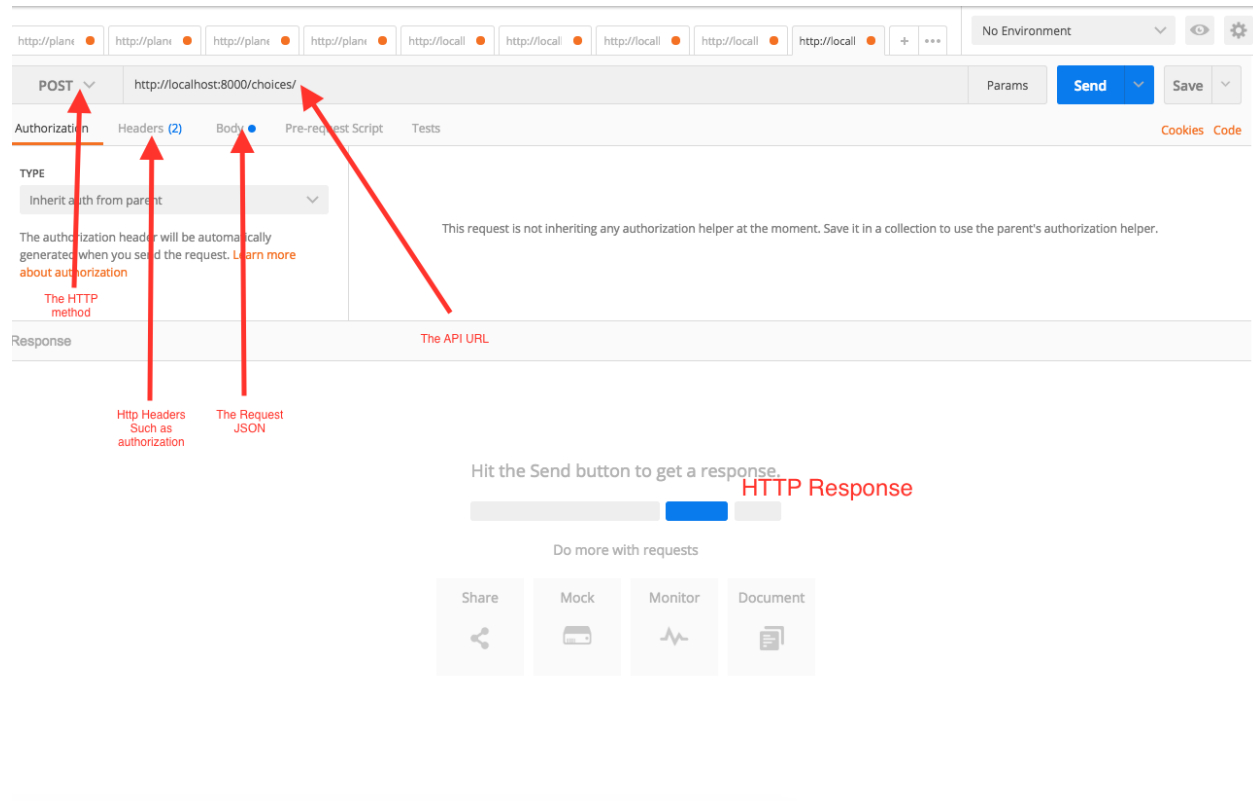 http://plane http://plane http://plane http://plane http://locall http://locall http://locall http://locall http://locall + ••• No Environment
POST http://localhost:8000/choices/ Params Send Save
Authorization Headers (2) Body Pre-request Script Tests Cookies Code
TYPE
Inherit auth from parent
The authorization header will be automatically
generated when you send the request. Learn more
about authorization
This request is not inheriting any authorization helper at the moment. Save it in a collection to use the parent's authorization helper.
The HTTP
method
Response
The API URL
Http Headers
Such as
authorization
The Request
JSON
Hit the Send button to get a response.
HTTP Response
Do more with requests
Share Mock Monitor Document